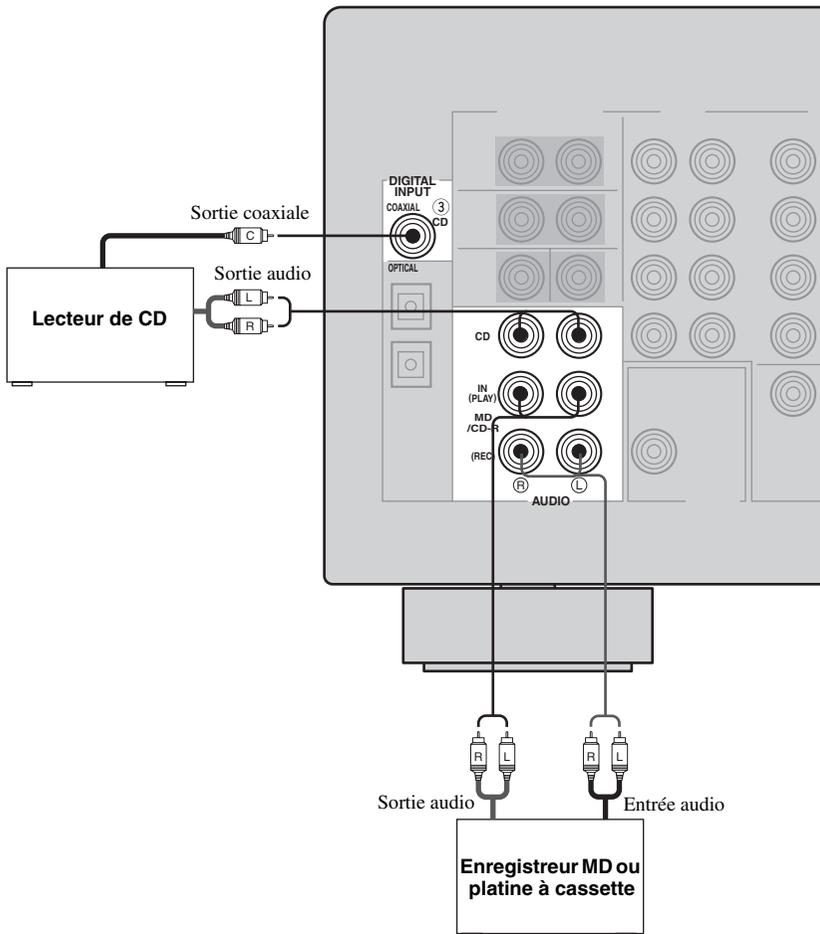 DIGITAL
INPUT
COAXIAL ③
CD
Sortie coaxiale
C
OPTICAL
Sortie audio
L
R
Lecteur de CD
CD
IN
(PLAY)
MD
/CD-R
(REC)
R L
AUDIO
R L R L
Sortie audio Entrée audio
Enregistreur MD ou
platine à cassette